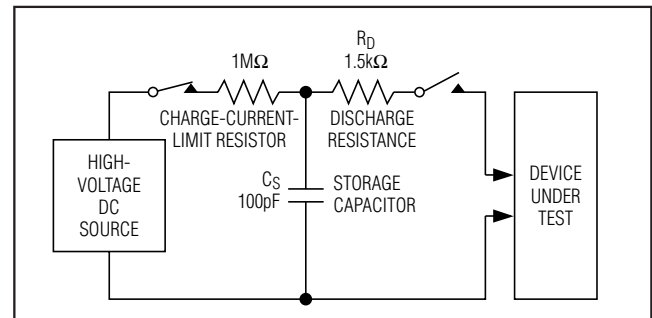 R_D
1MΩ
1.5kΩ
CHARGE-CURRENT-
LIMIT RESISTOR
DISCHARGE
RESISTANCE
HIGH-
VOLTAGE
DC
SOURCE
C_S
100pF
STORAGE
CAPACITOR
DEVICE
UNDER
TEST